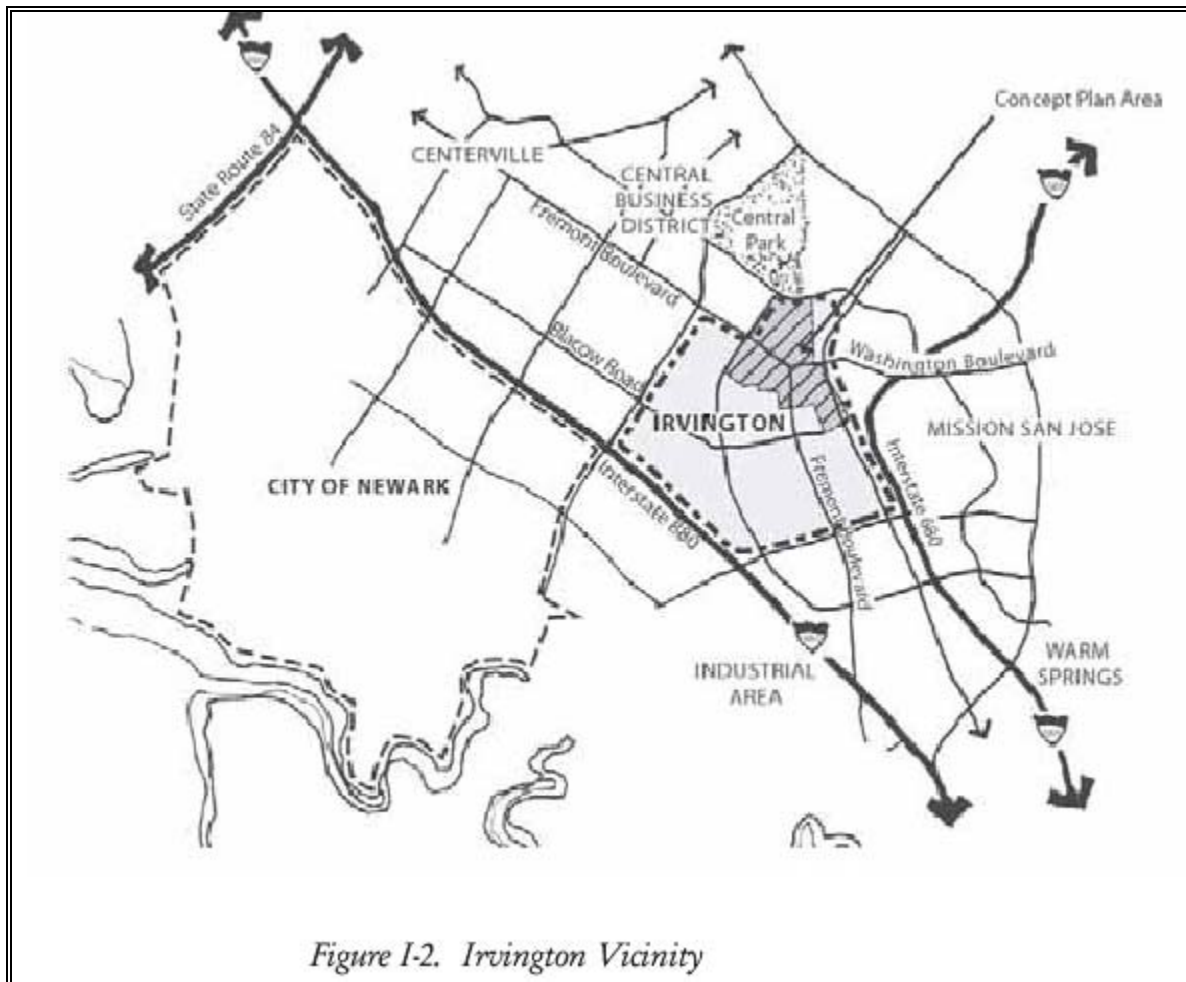 Concept Plan Area
State Route 84
CENTERVILLE
CENTRAL
BUSINESS
DISTRICT
Central
Park
Fremont Boulevard
Blacow Road
Washington Boulevard
IRVINGTON
MISSION SAN JOSE
CITY OF NEWARK
Interstate 880
Fremont Boulevard
Interstate 680
INDUSTRIAL
AREA
WARM
SPRINGS
Figure I-2. Irvington Vicinity